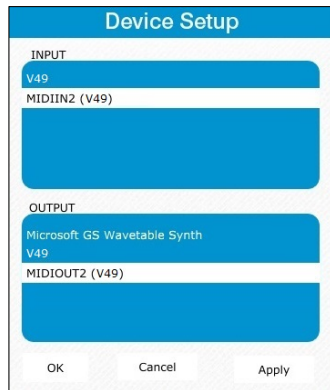 Device Setup
INPUT
V49
MIDIIN2 (V49)
OUTPUT
Microsoft GS Wavetable Synth
V49
MIDIOUT2 (V49)
OK Cancel Apply